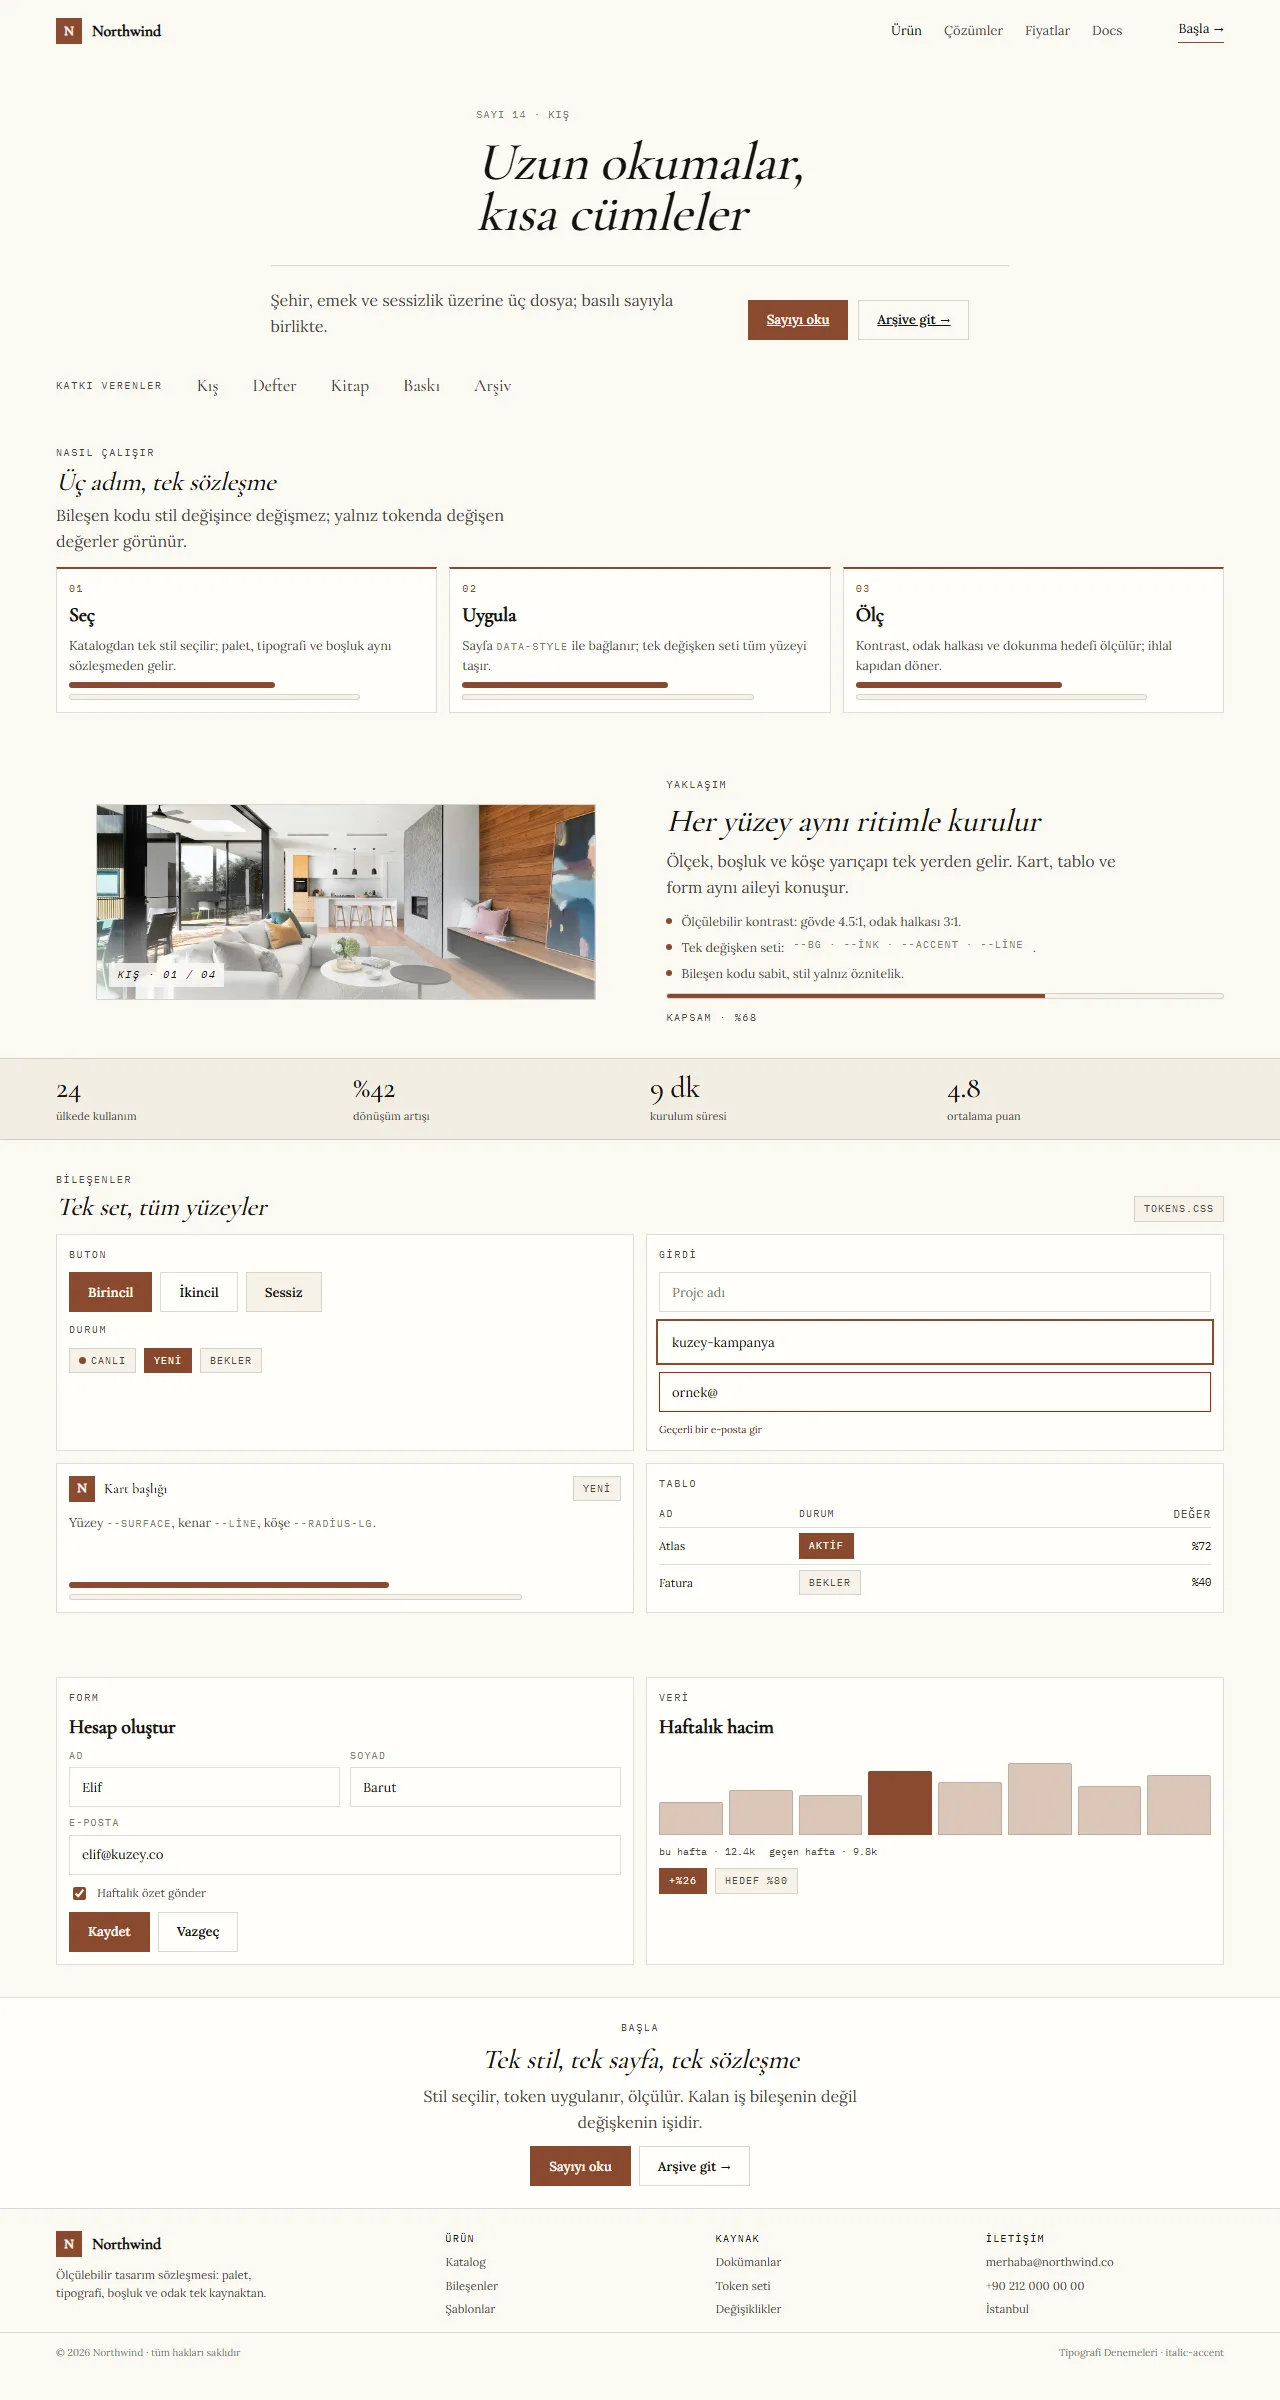 N Northwind
Ürün Çözümler Fiyatlar Docs Başla →
SAYI 14 · KIŞ
Uzun okumalar,
kısa cümleler
Şehir, emek ve sessizlik üzerine üç dosya; basılı sayıyla
birlikte.
Sayıyı oku Arşive git →
KATKI VERENLER Kış Defter Kitap Baskı Arşiv
NASIL ÇALIŞIR
Üç adım, tek sözleşme
Bileşen kodu stil değişince değişmez; yalnız tokenda değişen
değerler görünür.
01
Seç
Katalogdan tek stil seçilir; palet, tipografi ve boşluk aynı
sözleşmeden gelir.
02
Uygula
Sayfa DATA-STYLE ile bağlanır; tek değişken seti tüm yüzeyi
taşır.
03
Ölç
Kontrast, odak halkası ve dokunma hedefi ölçülür; ihlal
kapıdan döner.
KIŞ · 01 / 04
YAKLAŞIM
Her yüzey aynı ritimle kurulur
Ölçek, boşluk ve köşe yarıçapı tek yerden gelir. Kart, tablo ve
form aynı aileyi konuşur.
Ölçülebilir kontrast: gövde 4.5:1, odak halkası 3:1.
Tek değişken seti: --BG · --İNK · --ACCENT · --LİNE .
Bileşen kodu sabit, stil yalnız öznitelik.
KAPSAM · %68
24
ülkede kullanım
%42
dönüşüm artışı
9 dk
kurulum süresi
4.8
ortalama puan
BİLEŞENLER
Tek set, tüm yüzeyler
TOKENS.CSS
BUTON
Birincil İkincil Sessiz
DURUM
CANLI YENİ BEKLER
GİRDİ
Proje adı
kuzey-kampanya
ornek@
Geçerli bir e-posta gir
N Kart başlığı YENİ
Yüzey --SURFACE, kenar --LİNE, köşe --RADİUS-LG.
TABLO
AD DURUM DEĞER
Atlas AKTİF %72
Fatura BEKLER %40
FORM
Hesap oluştur
AD SOYAD
Elif Barut
E-POSTA
elif@kuzey.co
Haftalık özet gönder
Kaydet Vazgeç
VERİ
Haftalık hacim
bu hafta · 12.4k geçen hafta · 9.8k
+%26 HEDEF %80
BAŞLA
Tek stil, tek sayfa, tek sözleşme
Stil seçilir, token uygulanır, ölçülür. Kalan iş bileşenin değil
değişkenin işidir.
Sayıyı oku Arşive git →
N Northwind
Ölçülebilir tasarım sözleşmesi: palet,
tipografi, boşluk ve odak tek kaynaktan.
ÜRÜN
Katalog
Bileşenler
Şablonlar
KAYNAK
Dokümanlar
Token seti
Değişiklikler
İLETİŞİM
merhaba@northwind.co
+90 212 000 00 00
İstanbul
© 2026 Northwind · tüm hakları saklıdır
Tipografi Denemeleri · italic-accent